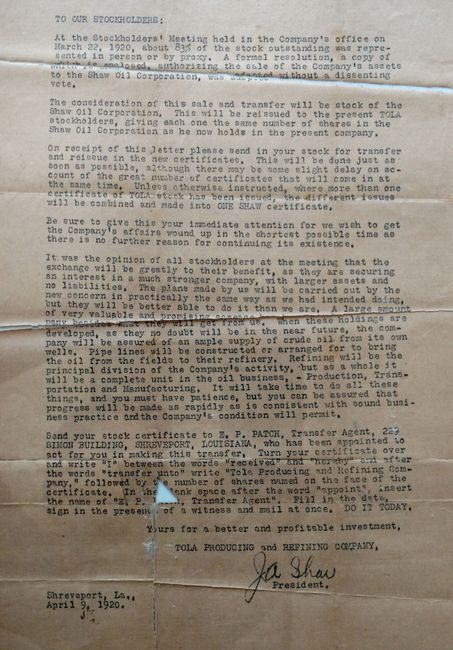 TO OUR STOCKHOLDERS:
At the Stockholders' Meeting held in the Company's office on
March 22, 1920, about 83% of the stock outstanding was repre-
sented in person or by proxy. A formal resolution, a copy of
which is enclosed, authorizing the sale of the Company's assets
to the Shaw Oil Corporation, was adopted without a dissenting
vote.
The consideration of this sale and transfer will be stock of the
Shaw Oil Corporation. This will be reissued to the present TOLA
stockholders, giving each one the same number of shares in the
Shaw Oil Corporation as he now holds in the present company.
On receipt of this letter please send in your stock for transfer
and reissue in the new certificates. This will be done just as
soon as possible, although there may be some slight delay on ac-
count of the great number of certificates that will come in at
the same time. Unless otherwise instructed, where more than one
certificate of TOLA stock has been issued, the different issues
will be combined and made into ONE SHAW certificate.
Be sure to give this your immediate attention for we wish to get
the Company's affairs wound up in the shortest possible time as
there is no further reason for continuing its existence.
It was the opinion of all stockholders at the meeting that the
exchange will be greatly to their benefit, as they are securing
an interest in a much stronger company, with larger assets and
no liabilities. The plans made by us will be carried out by the
new concern in practically the same way as we had intended doing,
but they will be better able to do it than we are. A large amount
of very valuable and promising
what they will get from us. When these holdings are
developed, as they no doubt will be in the near future, the com-
pany will be assured of an ample supply of crude oil from its own
wells. Pipe lines will be constructed or arranged for to bring
the oil from the fields to their refinery. Refining will be the
principal division of the Company's activity, but as a whole it
will be a complete unit in the oil business, - Production, Trans-
portation and Manufacturing. It will take time to do all these
things, and you must have patience, but you can be assured that
progress will be made as rapidly as is consistent with sound busi-
ness practice and the Company's condition will permit.
Send your stock certificate to E. P. PATCH, Transfer Agent, 229
SIMON BUILDING, SHREVEPORT, LOUISIANA, who has been appointed to
act for you in making this transfer. Turn your certificate over
and write "I" between the words "received" and "hereby" and after
the words "transfer unto" write "Tola Producing and Refining Com-
pany," followed by the number of shares named on the face of the
certificate. In the blank space after the word "appoint", insert
the name of "E. P. Transfer Agent". Fill in the date,
sign in the presence of a witness and mail at once. DO IT TODAY.
Yours for a better and profitable investment,
TOLA PRODUCING and REFINING COMPANY,
J A Shaw
President.
Shreveport, La.,
April 9, 1920.